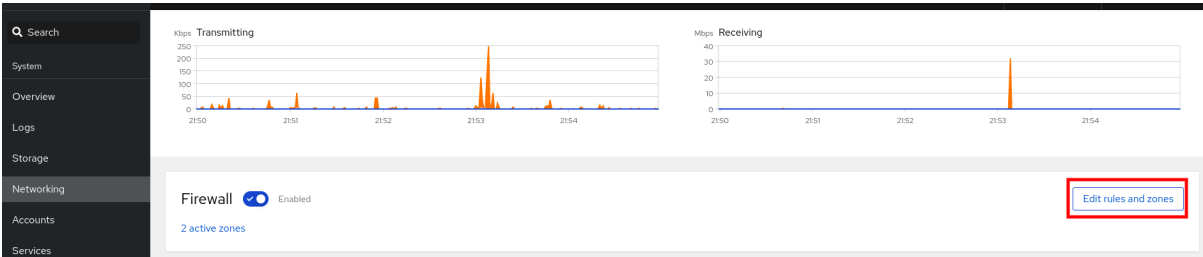 Search
System
Overview
Logs
Storage
Networking
Accounts
Services
Kbps Transmitting
250
200
150
100
50
0
21:50 21:51 21:52 21:53 21:54
Mbps Receiving
40
30
20
10
0
21:50 21:51 21:52 21:53 21:54
Firewall Enabled Edit rules and zones
2 active zones